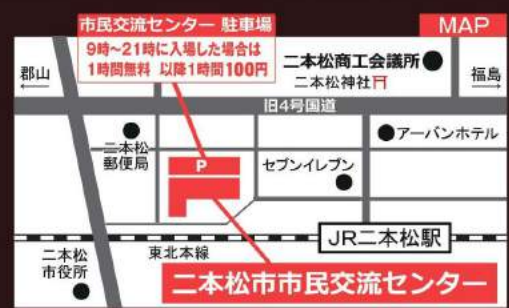 市民交流センター 駐車場
MAP
9時～21時に入場した場合は
1時間無料 以降1時間100円
二本松商工会議所
二本松神社
郡山
←
福島
→
旧4号国道
二本松
郵便局
アーバンホテル
P
セブンイレブン
JR二本松駅
二本松
市役所
東北本線
二本松市市民交流センター